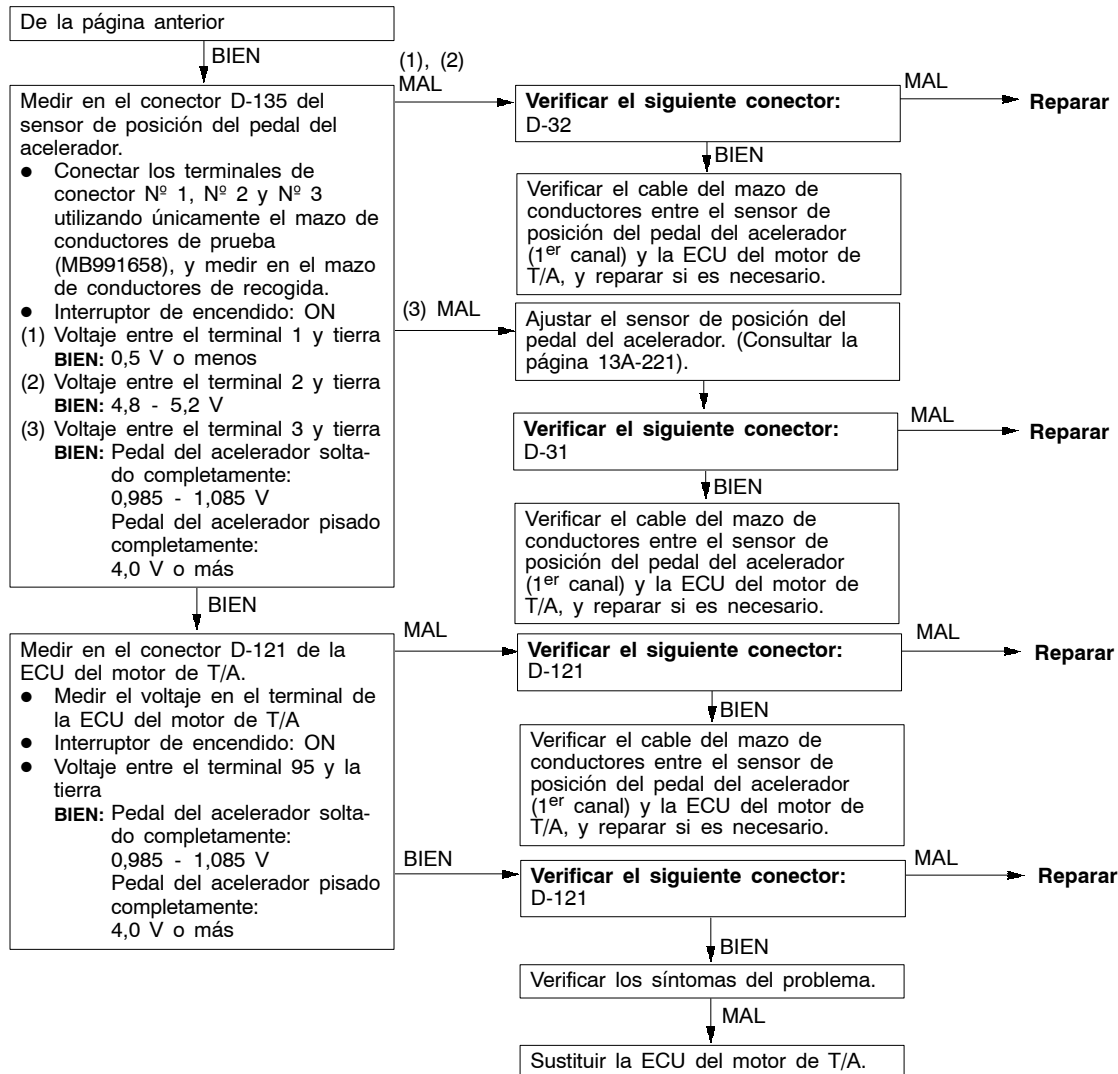 De la página anterior
BIEN
Medir en el conector D-135 del
sensor de posición del pedal del
acelerador.
● Conectar los terminales de
conector Nº 1, Nº 2 y Nº 3
utilizando únicamente el mazo de
conductores de prueba
(MB991658), y medir en el mazo
de conductores de recogida.
● Interruptor de encendido: ON
(1) Voltaje entre el terminal 1 y tierra
BIEN: 0,5 V o menos
(2) Voltaje entre el terminal 2 y tierra
BIEN: 4,8 - 5,2 V
(3) Voltaje entre el terminal 3 y tierra
BIEN: Pedal del acelerador solta-
do completamente:
0,985 - 1,085 V
Pedal del acelerador pisado
completamente:
4,0 V o más
(1), (2)
MAL
Verificar el siguiente conector:
D-32
MAL
Reparar
BIEN
Verificar el cable del mazo de
conductores entre el sensor de
posición del pedal del acelerador
(1er canal) y la ECU del motor de
T/A, y reparar si es necesario.
(3) MAL
Ajustar el sensor de posición del
pedal del acelerador. (Consultar la
página 13A-221).
Verificar el siguiente conector:
D-31
MAL
Reparar
BIEN
Verificar el cable del mazo de
conductores entre el sensor de
posición del pedal del acelerador
(1er canal) y la ECU del motor de
T/A, y reparar si es necesario.
BIEN
Medir en el conector D-121 de la
ECU del motor de T/A.
● Medir el voltaje en el terminal de
la ECU del motor de T/A
● Interruptor de encendido: ON
● Voltaje entre el terminal 95 y la
tierra
BIEN: Pedal del acelerador solta-
do completamente:
0,985 - 1,085 V
Pedal del acelerador pisado
completamente:
4,0 V o más
MAL
Verificar el siguiente conector:
D-121
MAL
Reparar
BIEN
Verificar el cable del mazo de
conductores entre el sensor de
posición del pedal del acelerador
(1er canal) y la ECU del motor de
T/A, y reparar si es necesario.
BIEN
Verificar el siguiente conector:
D-121
MAL
Reparar
BIEN
Verificar los síntomas del problema.
MAL
Sustituir la ECU del motor de T/A.